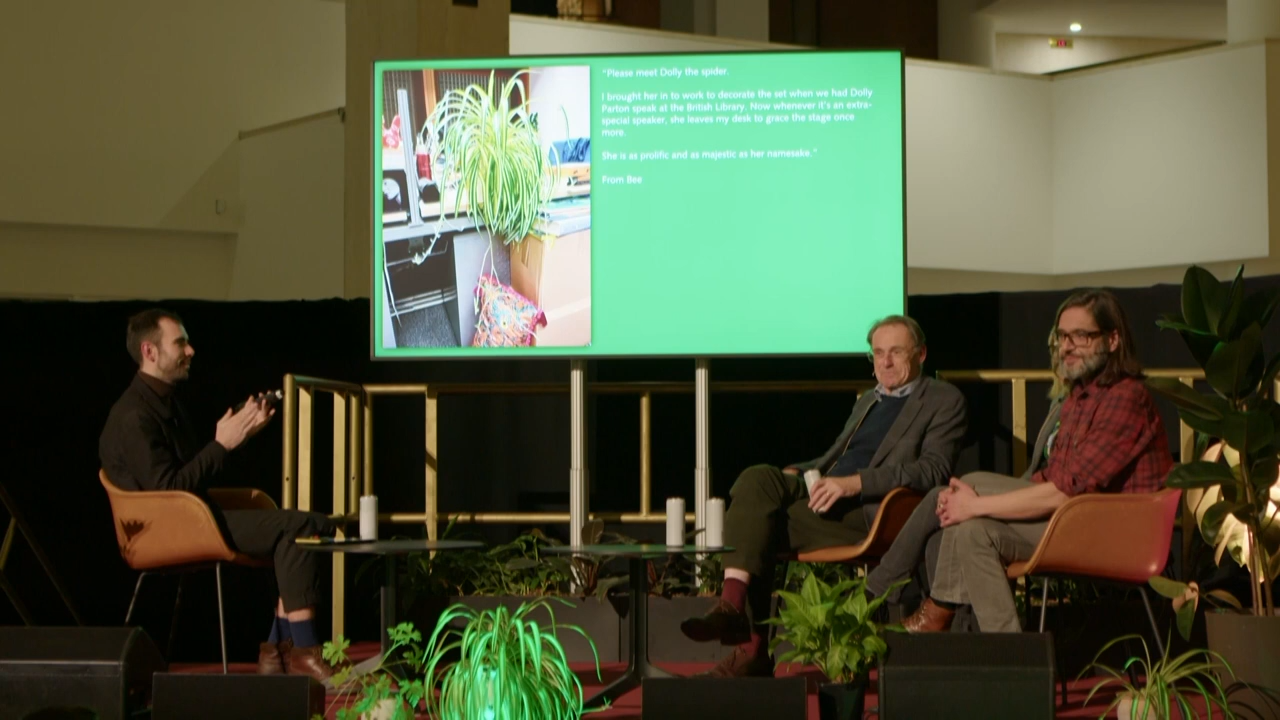 "Please meet Dolly the spider.
I brought her in to work to decorate the set when we had Dolly
Parton speak at the British Library. Now whenever it's an extra-
special speaker, she leaves my desk to grace the stage once
more.
She is as prolific and as majestic as her namesake."
From Bee